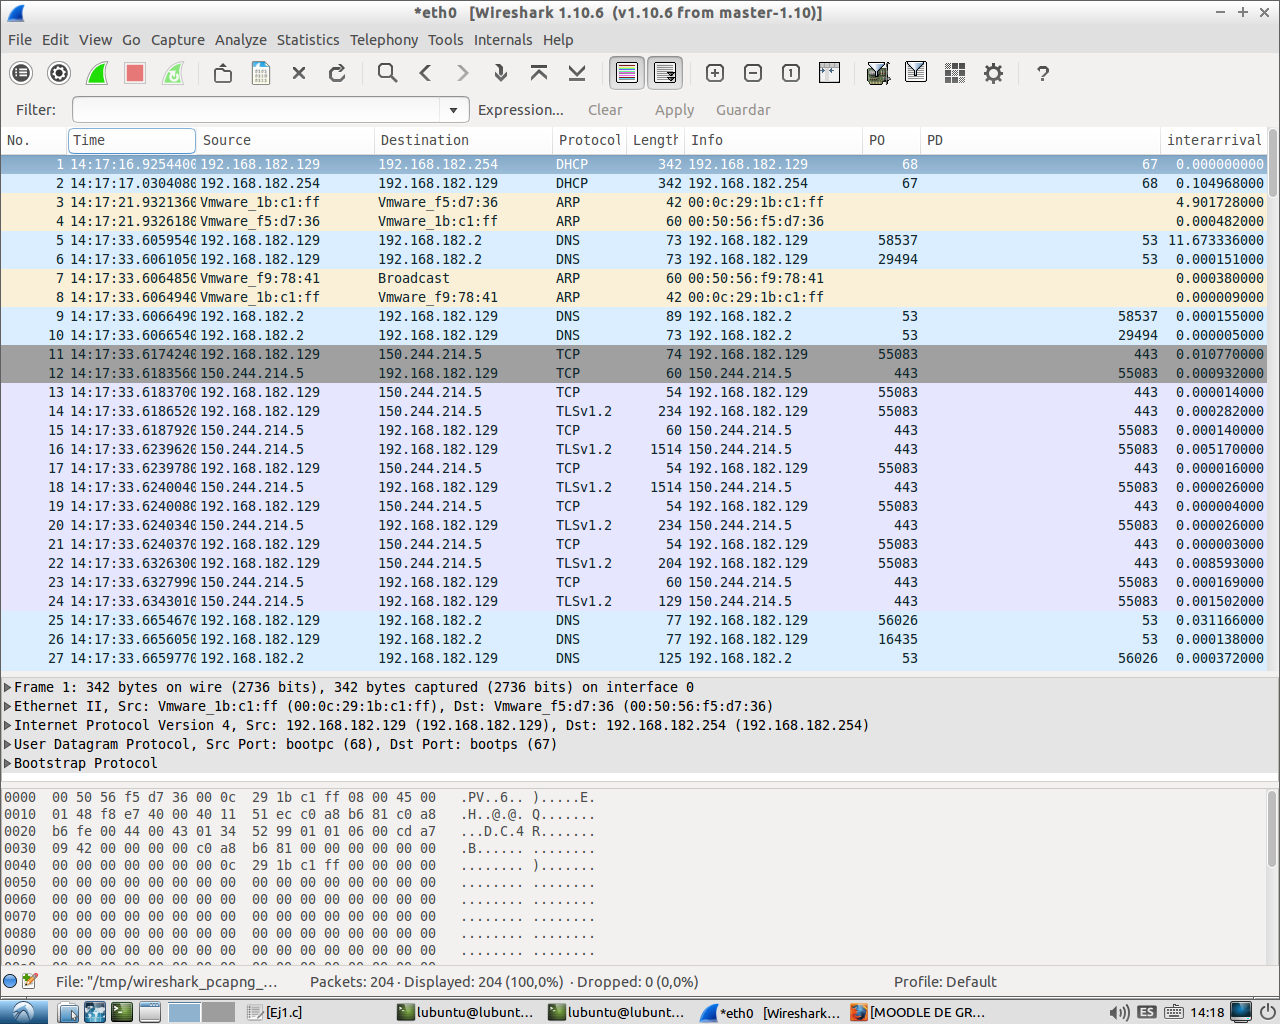 *eth0   [Wireshark 1.10.6  (v1.10.6 from master-1.10)]
File Edit View Go Capture Analyze Statistics Telephony Tools Internals Help
Filter: Expression... Clear Apply Guardar
No. Time Source Destination Protocol Length Info PO PD interarrival
1 14:17:16.9254400 192.168.182.129 192.168.182.254 DHCP 342 192.168.182.129 68 67 0.000000000
2 14:17:17.0304080 192.168.182.254 192.168.182.129 DHCP 342 192.168.182.254 67 68 0.104968000
3 14:17:21.9321360 Vmware_1b:c1:ff Vmware_f5:d7:36 ARP 42 00:0c:29:1b:c1:ff 4.901728000
4 14:17:21.9326180 Vmware_f5:d7:36 Vmware_1b:c1:ff ARP 60 00:50:56:f5:d7:36 0.000482000
5 14:17:33.6059540 192.168.182.129 192.168.182.2 DNS 73 192.168.182.129 58537 53 11.673336000
6 14:17:33.6061050 192.168.182.129 192.168.182.2 DNS 73 192.168.182.129 29494 53 0.000151000
7 14:17:33.6064850 Vmware_f9:78:41 Broadcast ARP 60 00:50:56:f9:78:41 0.000380000
8 14:17:33.6064940 Vmware_1b:c1:ff Vmware_f9:78:41 ARP 42 00:0c:29:1b:c1:ff 0.000009000
9 14:17:33.6066490 192.168.182.2 192.168.182.129 DNS 89 192.168.182.2 53 58537 0.000155000
10 14:17:33.6066540 192.168.182.2 192.168.182.129 DNS 73 192.168.182.2 53 29494 0.000005000
11 14:17:33.6174240 192.168.182.129 150.244.214.5 TCP 74 192.168.182.129 55083 443 0.010770000
12 14:17:33.6183560 150.244.214.5 192.168.182.129 TCP 60 150.244.214.5 443 55083 0.000932000
13 14:17:33.6183700 192.168.182.129 150.244.214.5 TCP 54 192.168.182.129 55083 443 0.000014000
14 14:17:33.6186520 192.168.182.129 150.244.214.5 TLSv1.2 234 192.168.182.129 55083 443 0.000282000
15 14:17:33.6187920 150.244.214.5 192.168.182.129 TCP 60 150.244.214.5 443 55083 0.000140000
16 14:17:33.6239620 150.244.214.5 192.168.182.129 TLSv1.2 1514 150.244.214.5 443 55083 0.005170000
17 14:17:33.6239780 192.168.182.129 150.244.214.5 TCP 54 192.168.182.129 55083 443 0.000016000
18 14:17:33.6240040 150.244.214.5 192.168.182.129 TLSv1.2 1514 150.244.214.5 443 55083 0.000026000
19 14:17:33.6240080 192.168.182.129 150.244.214.5 TCP 54 192.168.182.129 55083 443 0.000004000
20 14:17:33.6240340 150.244.214.5 192.168.182.129 TLSv1.2 234 150.244.214.5 443 55083 0.000026000
21 14:17:33.6240370 192.168.182.129 150.244.214.5 TCP 54 192.168.182.129 55083 443 0.000003000
22 14:17:33.6326300 192.168.182.129 150.244.214.5 TLSv1.2 204 192.168.182.129 55083 443 0.008593000
23 14:17:33.6327990 150.244.214.5 192.168.182.129 TCP 60 150.244.214.5 443 55083 0.000169000
24 14:17:33.6343010 150.244.214.5 192.168.182.129 TLSv1.2 129 150.244.214.5 443 55083 0.001502000
25 14:17:33.6654670 192.168.182.129 192.168.182.2 DNS 77 192.168.182.129 56026 53 0.031166000
26 14:17:33.6656050 192.168.182.129 192.168.182.2 DNS 77 192.168.182.129 16435 53 0.000138000
27 14:17:33.6659770 192.168.182.2 192.168.182.129 DNS 125 192.168.182.2 53 56026 0.000372000
Frame 1: 342 bytes on wire (2736 bits), 342 bytes captured (2736 bits) on interface 0
Ethernet II, Src: Vmware_1b:c1:ff (00:0c:29:1b:c1:ff), Dst: Vmware_f5:d7:36 (00:50:56:f5:d7:36)
Internet Protocol Version 4, Src: 192.168.182.129 (192.168.182.129), Dst: 192.168.182.254 (192.168.182.254)
User Datagram Protocol, Src Port: bootpc (68), Dst Port: bootps (67)
Bootstrap Protocol
0000  00 50 56 f5 d7 36 00 0c  29 1b c1 ff 08 00 45 00   .PV..6.. ).....E.
0010  01 48 f8 e7 40 00 40 11  51 ec c0 a8 b6 81 c0 a8   .H..@.@. Q.......
0020  b6 fe 00 44 00 43 01 34  52 99 01 01 06 00 cd a7   ...D.C.4 R.......
0030  09 42 00 00 00 00 c0 a8  b6 81 00 00 00 00 00 00   .B...... ........
0040  00 00 00 00 00 00 00 0c  29 1b c1 ff 00 00 00 00   ........ ).......
0050  00 00 00 00 00 00 00 00  00 00 00 00 00 00 00 00   ........ ........
0060  00 00 00 00 00 00 00 00  00 00 00 00 00 00 00 00   ........ ........
0070  00 00 00 00 00 00 00 00  00 00 00 00 00 00 00 00   ........ ........
0080  00 00 00 00 00 00 00 00  00 00 00 00 00 00 00 00   ........ ........
0090  00 00 00 00 00 00 00 00  00 00 00 00 00 00 00 00   ........ ........
File: "/tmp/wireshark_pcapng_... Packets: 204 · Displayed: 204 (100,0%) · Dropped: 0 (0,0%) Profile: Default
[Ej1.c] lubuntu@lubunt... lubuntu@lubunt... *eth0   [Wireshark... [MOODLE DE GR... ES 14:18